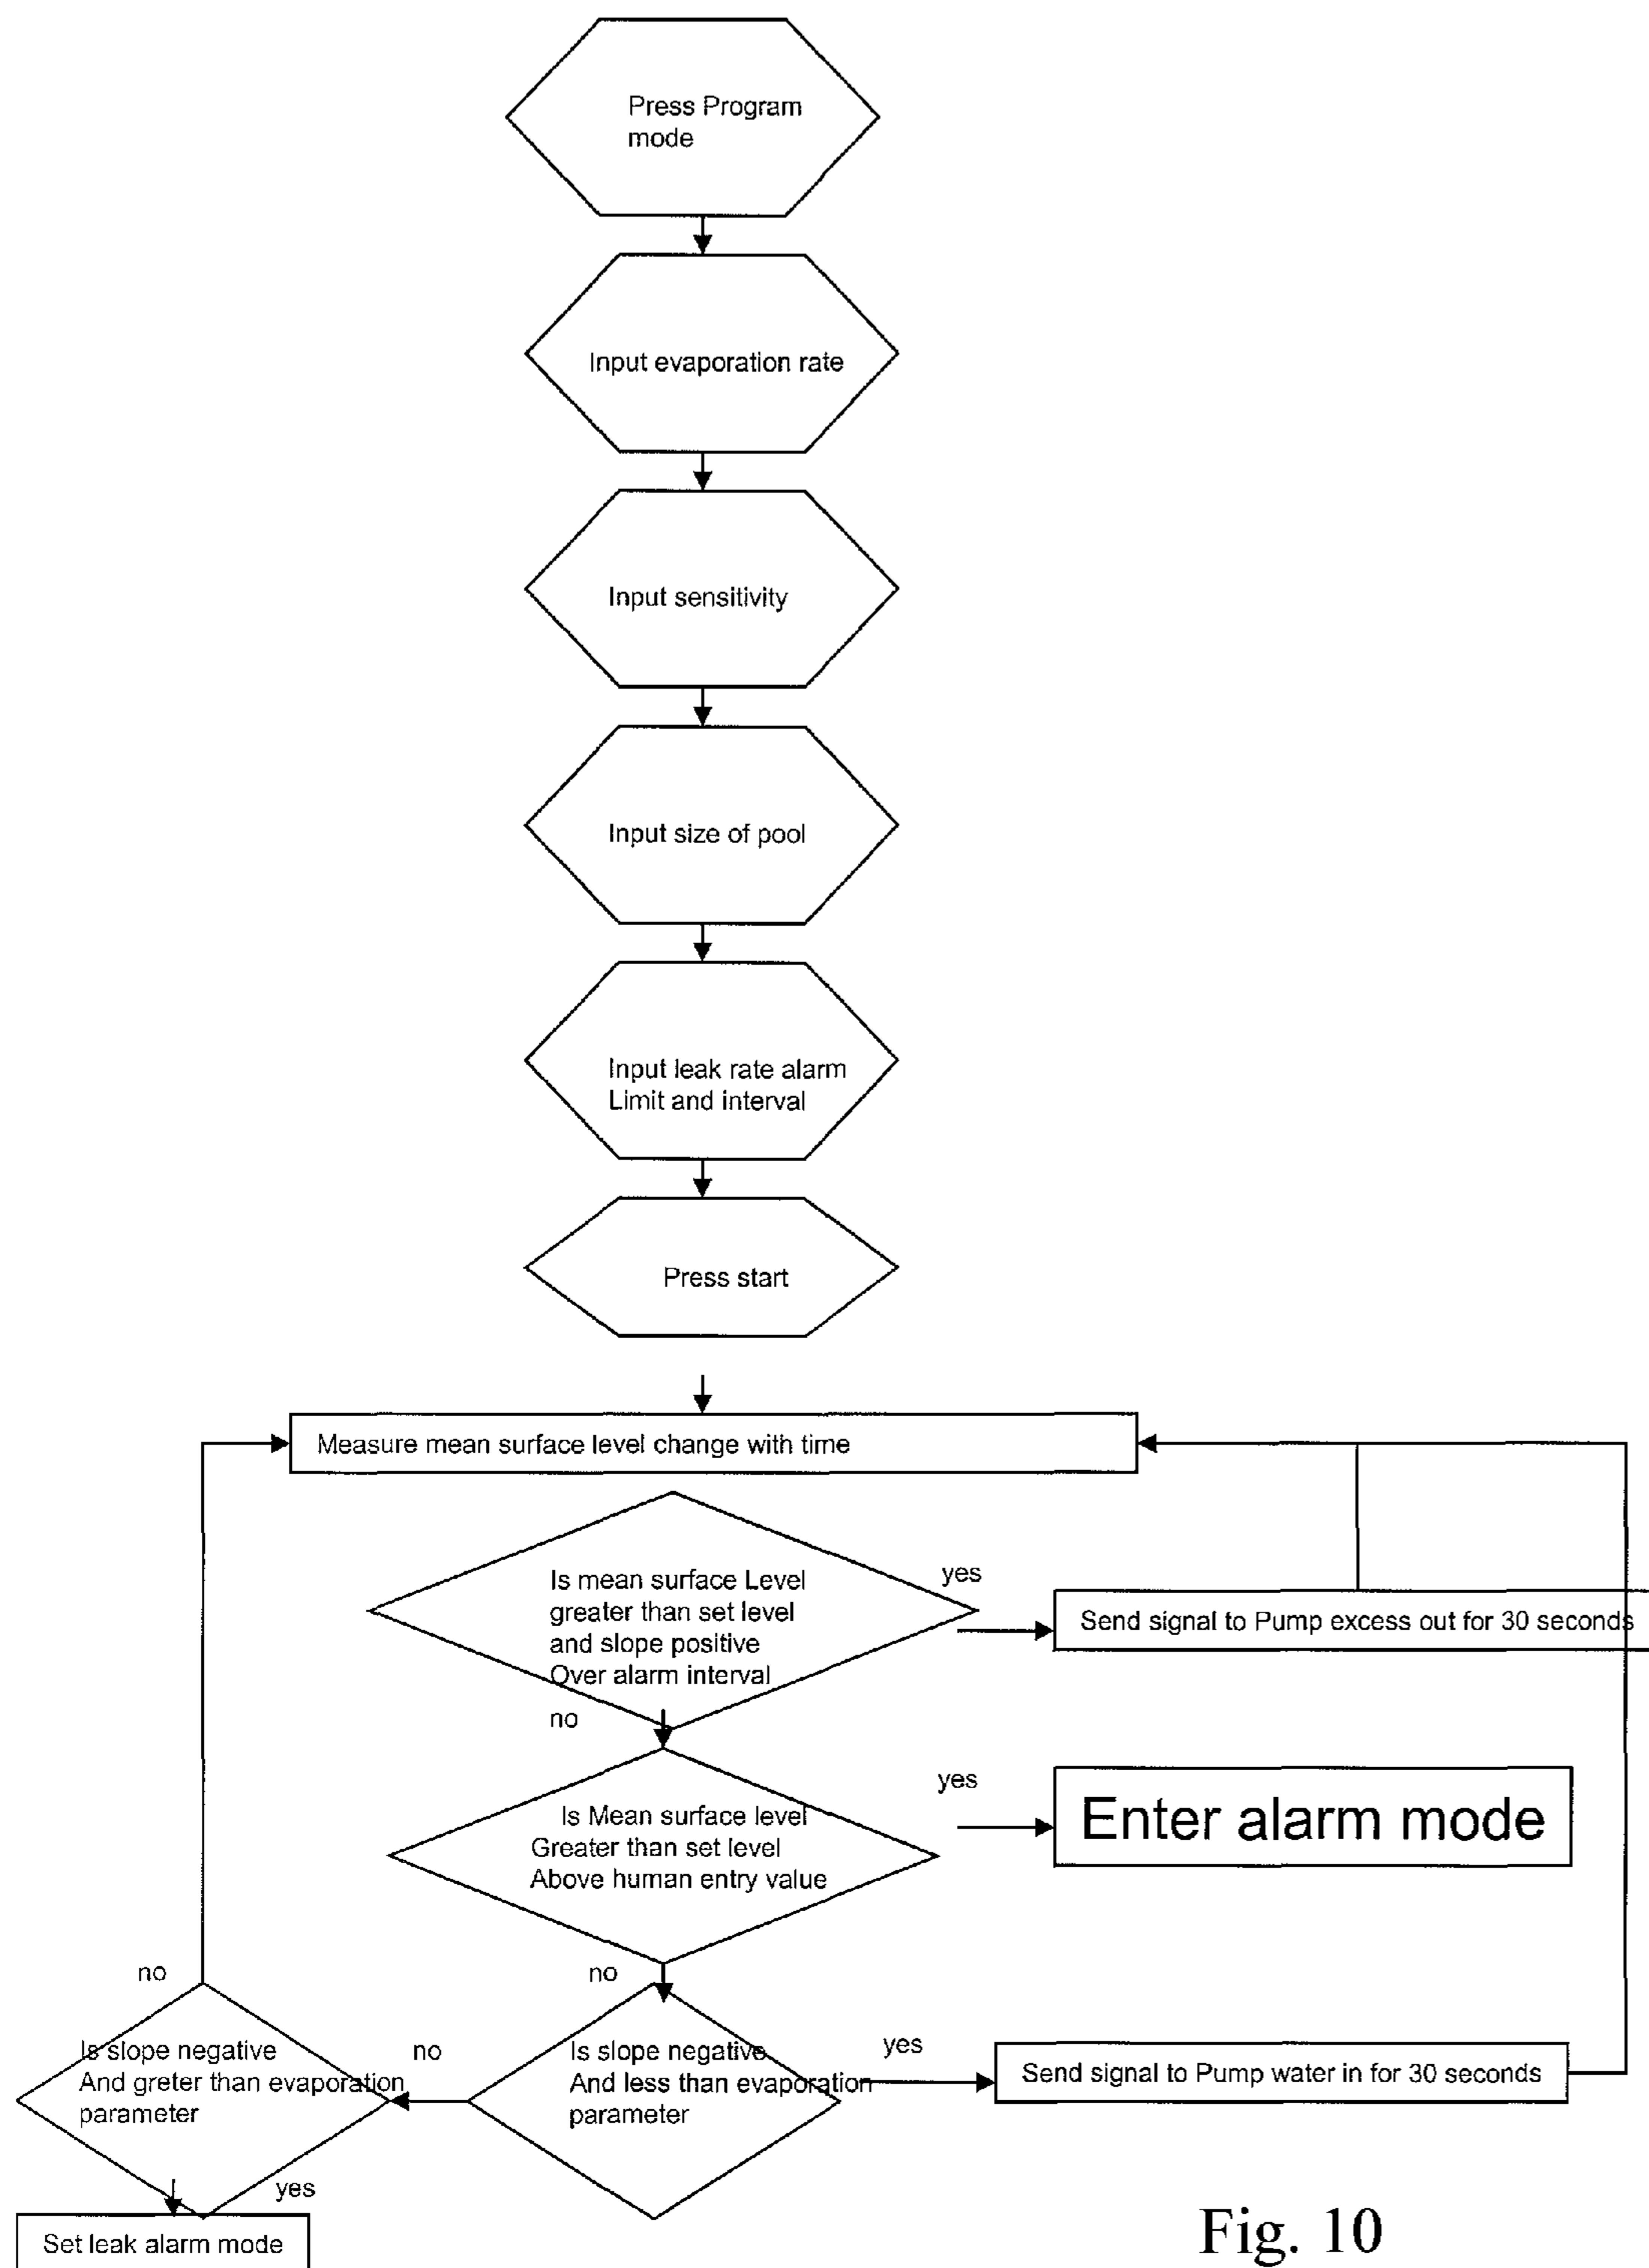 Press Program
mode
Input evaporation rate
Input sensitivity
Input size of pool
Input leak rate alarm
Limit and interval
Press start
Measure mean surface level change with time
Is mean surface Level
greater than set level
and slope positive
Over alarm interval
yes
Send signal to Pump excess out for 30 seconds
no
Is Mean surface level
Greater than set level
Above human entry value
yes
Enter alarm mode
no
no
Is slope negative
And less than evaporation
parameter
yes
Send signal to Pump water in for 30 seconds
no
Is slope negative
And greter than evaporation
parameter
yes
Set leak alarm mode
Fig. 10